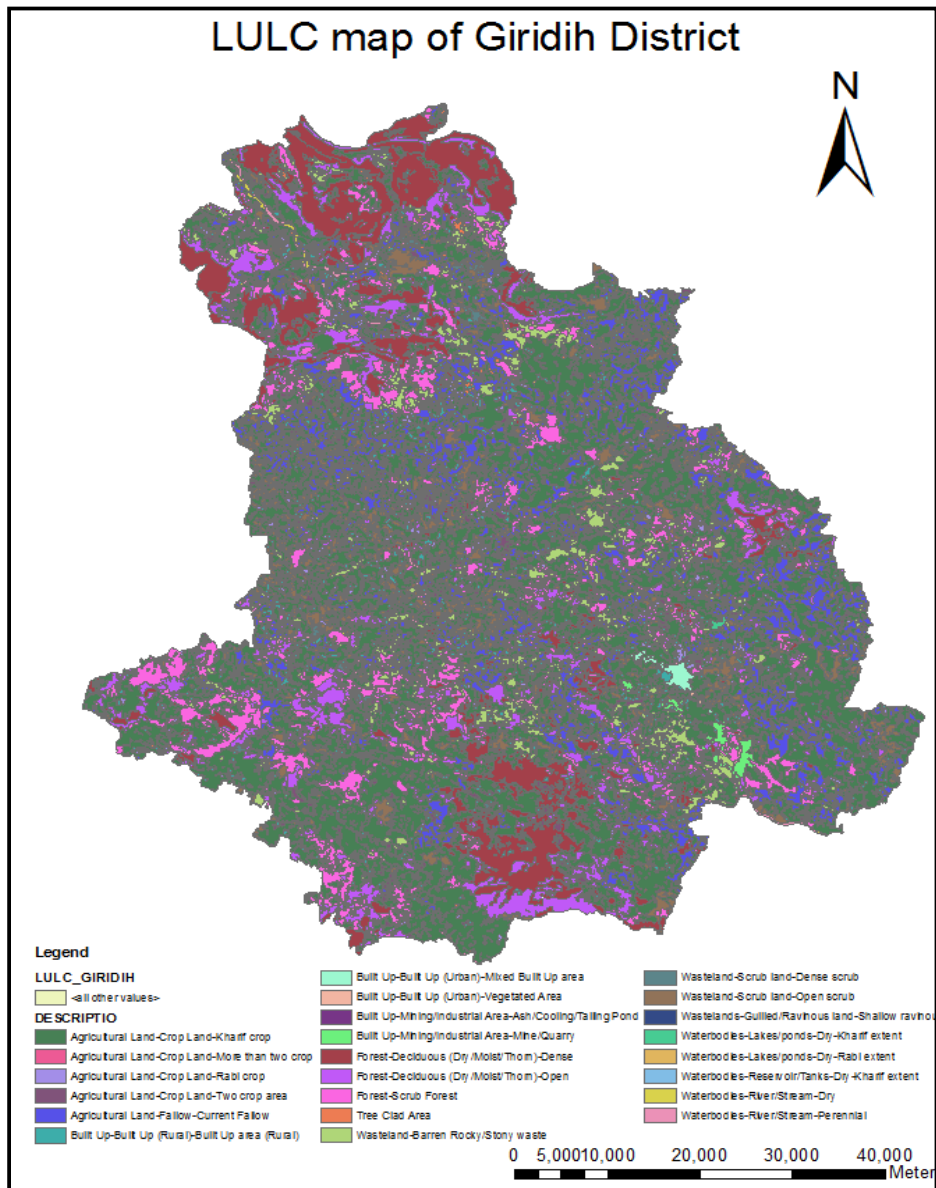 LULC map of Giridih District
N
Legend
LULC_GIRIDIH
<all other values>
DESCRIPTIO
Agricultural Land-Crop Land-Kharif crop
Agricultural Land-Crop Land-More than two crop
Agricultural Land-Crop Land-Rabi crop
Agricultural Land-Crop Land-Two crop area
Agricultural Land-Fallow-Current Fallow
Built Up-Built Up (Rural)-Built Up area (Rural)
Built Up-Built Up (Urban)-Mixed Built Up area
Built Up-Built Up (Urban)-Vegetated Area
Built Up-Mining/Industrial Area-Ash/Cooling/Tailing Pond
Built Up-Mining/Industrial Area-Mine/Quarry
Forest-Deciduous (Dry/Moist/Thorn)-Dense
Forest-Deciduous (Dry/Moist/Thorn)-Open
Forest-Scrub Forest
Tree Clad Area
Wasteland-Barren Rocky/Stony waste
Wasteland-Scrub land-Dense scrub
Wasteland-Scrub land-Open scrub
Wastelands-Gullied/Ravinous land-Shallow ravinou
Waterbodies-Lakes/ponds-Dry-Kharif extent
Waterbodies-Lakes/ponds-Dry-Rabi extent
Waterbodies-Reservoir/Tanks-Dry-Kharif extent
Waterbodies-River/Stream-Dry
Waterbodies-River/Stream-Perennial
0 5,000 10,000 20,000 30,000 40,000
Meter